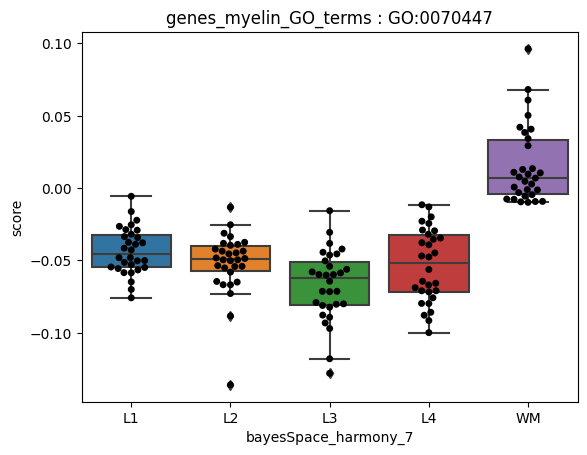 genes_myelin_GO_terms : GO:0070447
0.10
0.05
0.00
−0.05
−0.10
score
L1 L2 L3 L4 WM
bayesSpace_harmony_7